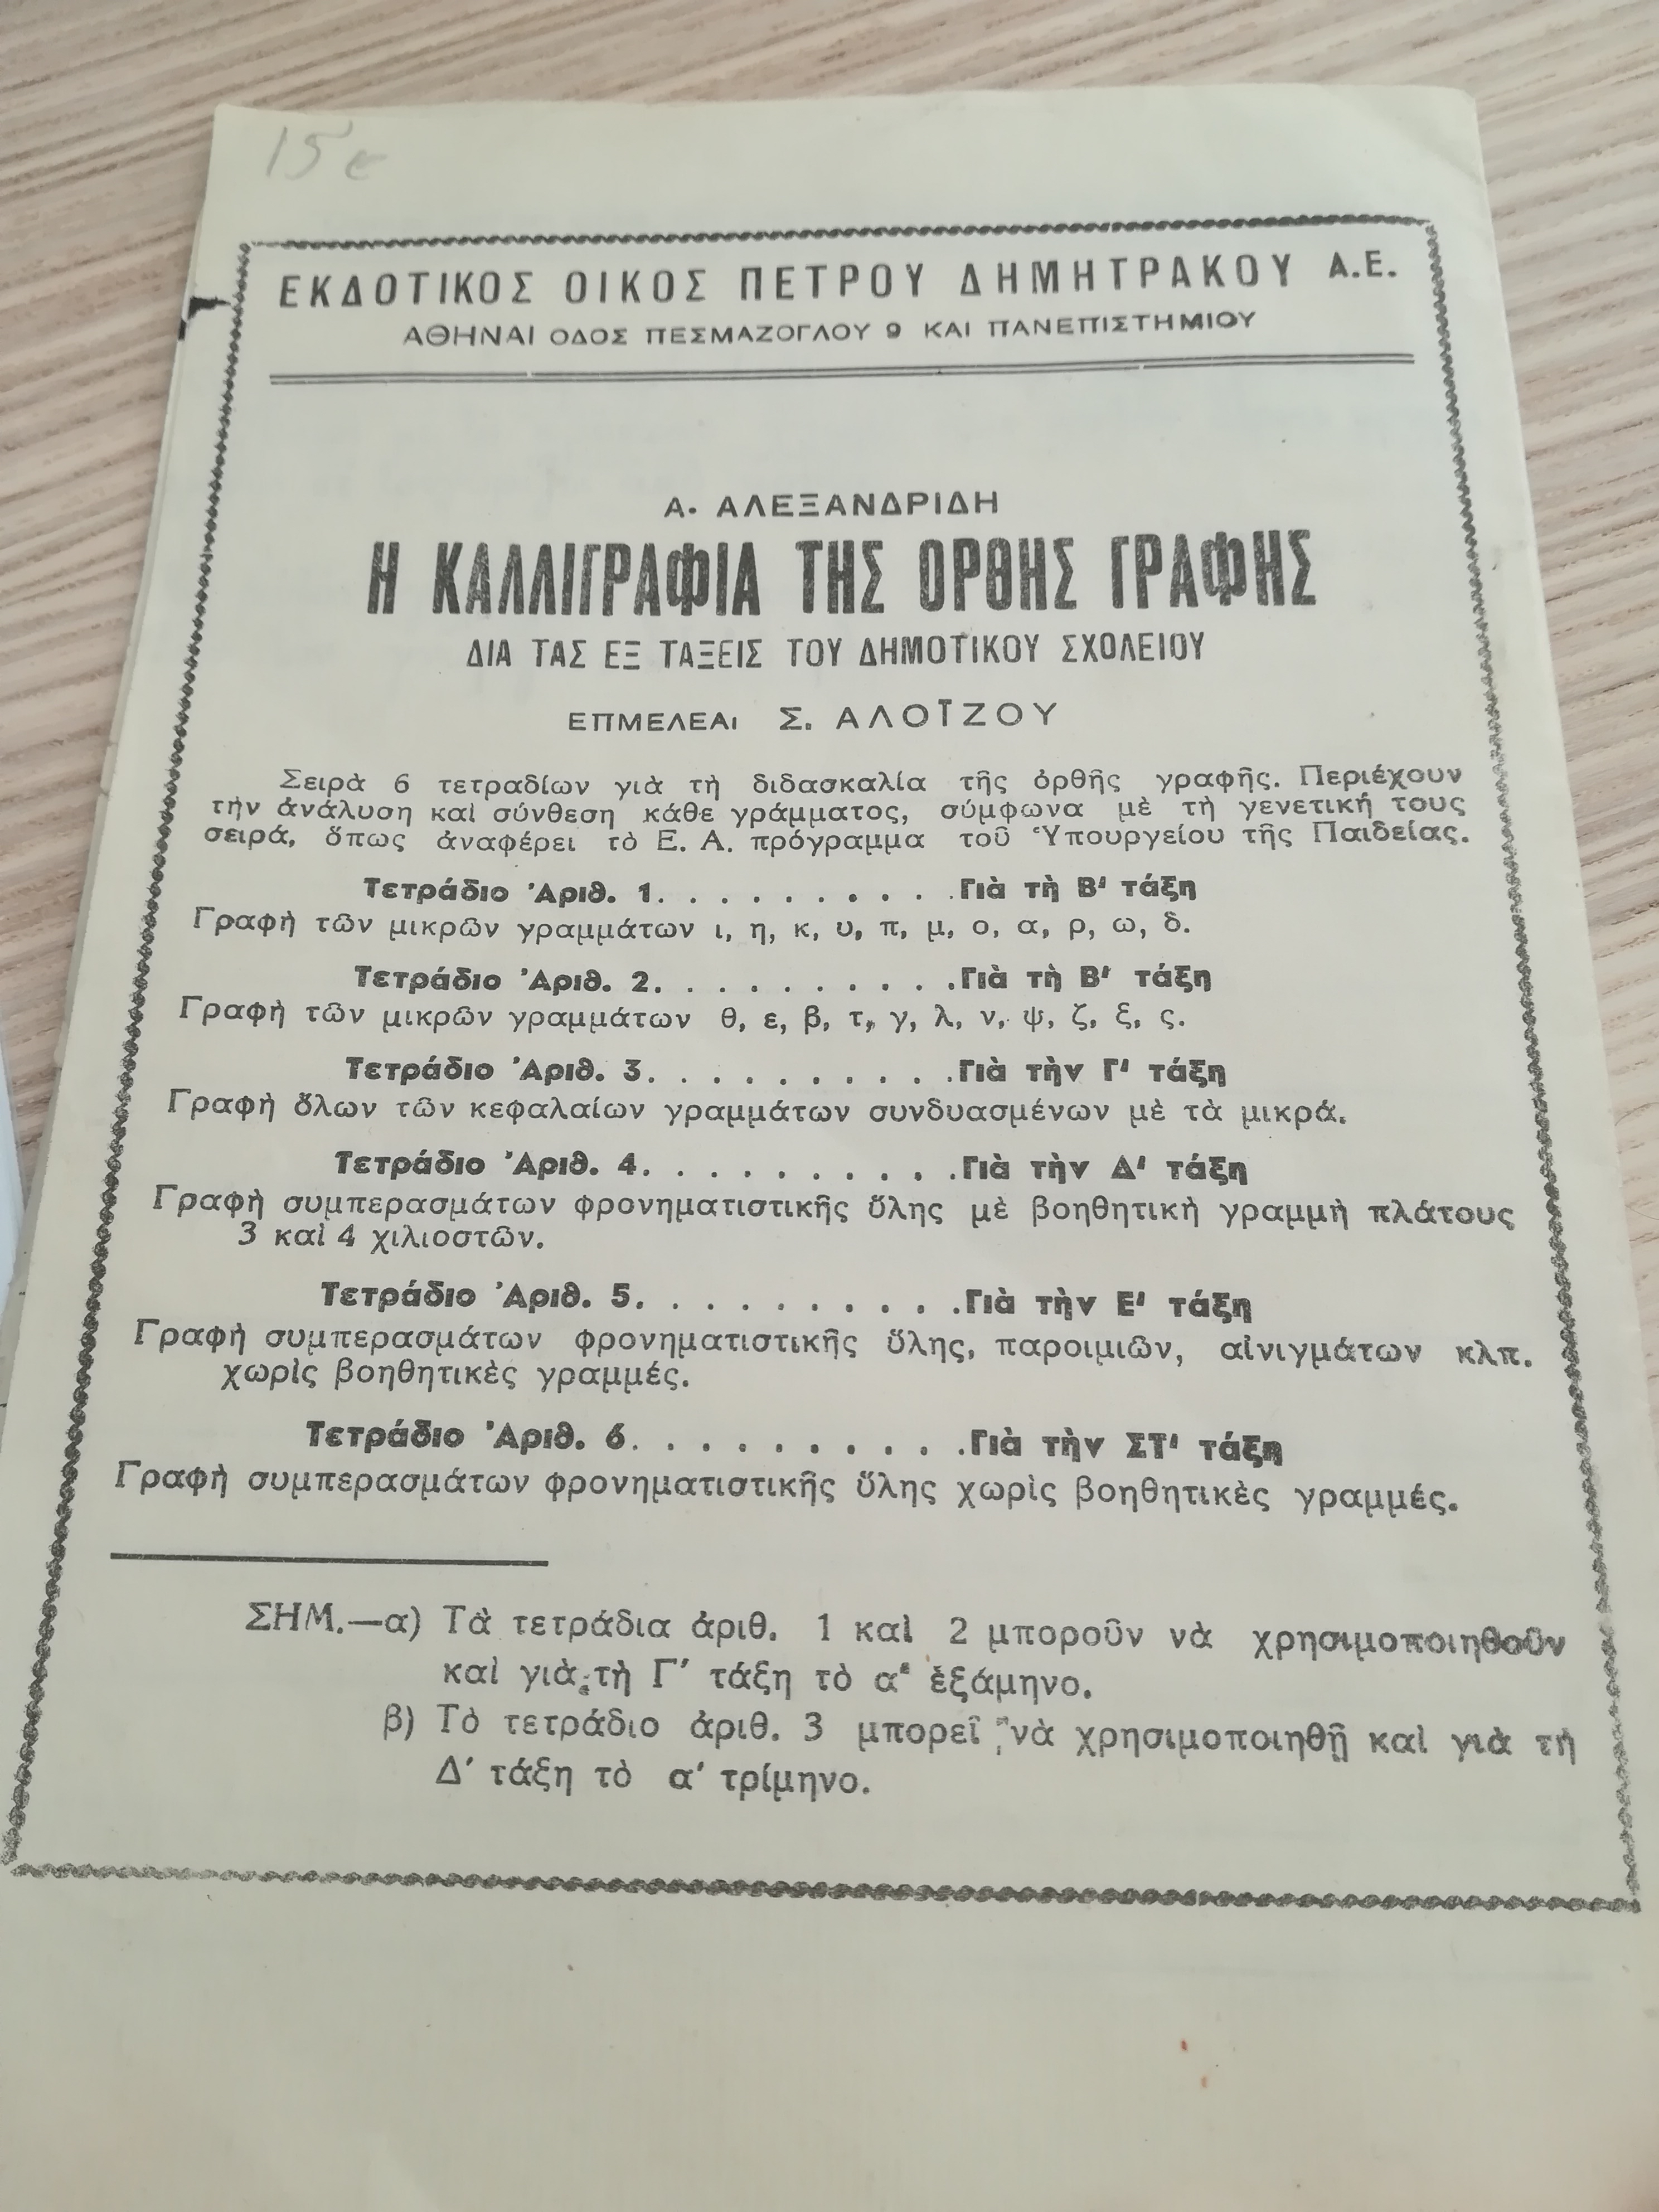 15 €
ΕΚΔΟΤΙΚΟΣ ΟΙΚΟΣ ΠΕΤΡΟΥ ΔΗΜΗΤΡΑΚΟΥ Α.Ε.
ΑΘΗΝΑΙ ΟΔΟΣ ΠΕΣΜΑΖΟΓΛΟΥ 9 ΚΑΙ ΠΑΝΕΠΙΣΤΗΜΙΟΥ
Α. ΑΛΕΞΑΝΔΡΙΔΗ
Η ΚΑΛΛΙΓΡΑΦΙΑ ΤΗΣ ΟΡΘΗΣ ΓΡΑΦΗΣ
ΔΙΑ ΤΑΣ ΕΞ ΤΑΞΕΙΣ ΤΟΥ ΔΗΜΟΤΙΚΟΥ ΣΧΟΛΕΙΟΥ
ΕΠΜΕΛΕΑΙ Σ. ΑΛΟΪΖΟΥ
Σειρὰ 6 τετραδίων γιὰ τὴ διδασκαλία τῆς ὀρθῆς γραφῆς. Περιέχουν
τὴν ἀνάλυση καὶ σύνθεση κάθε γράμματος, σύμφωνα μὲ τὴ γενετική τους
σειρά, ὅπως ἀναφέρει τὸ Ε. Α. πρόγραμμα τοῦ Ὑπουργείου τῆς Παιδείας.
Τετράδιο Ἀριθ. 1. . . . . . . . . . .Γιὰ τὴ Β' τάξη
Γραφὴ τῶν μικρῶν γραμμάτων ι, η, κ, υ, π, μ, ο, α, ρ, ω, δ.
Τετράδιο Ἀριθ. 2. . . . . . . . . . .Γιὰ τὴ Β' τάξη
Γραφὴ τῶν μικρῶν γραμμάτων θ, ε, β, τ, γ, λ, ν, ψ, ζ, ξ, ς.
Τετράδιο Ἀριθ. 3. . . . . . . . . . .Γιὰ τὴν Γ' τάξη
Γραφὴ ὅλων τῶν κεφαλαίων γραμμάτων συνδυασμένων μὲ τὰ μικρά.
Τετράδιο Ἀριθ. 4. . . . . . . . . . .Γιὰ τὴν Δ' τάξη
Γραφὴ συμπερασμάτων φρονηματιστικῆς ὕλης μὲ βοηθητικὴ γραμμὴ πλάτους
3 καὶ 4 χιλιοστῶν.
Τετράδιο Ἀριθ. 5. . . . . . . . . . .Γιὰ τὴν Ε' τάξη
Γραφὴ συμπερασμάτων φρονηματιστικῆς ὕλης, παροιμιῶν, αἰνιγμάτων κλπ.
χωρὶς βοηθητικὲς γραμμές.
Τετράδιο Ἀριθ. 6. . . . . . . . . . .Γιὰ τὴν ΣΤ' τάξη
Γραφὴ συμπερασμάτων φρονηματιστικῆς ὕλης χωρὶς βοηθητικὲς γραμμές.
ΣΗΜ.—α) Τὰ τετράδια ἀριθ. 1 καὶ 2 μποροῦν νὰ χρησιμοποιηθοῦν
καὶ γιὰ τὴ Γ' τάξη τὸ α' ἑξάμηνο.
β) Τὸ τετράδιο ἀριθ. 3 μπορεῖ νὰ χρησιμοποιηθῇ καὶ γιὰ τὴ
Δ' τάξη τὸ α' τρίμηνο.